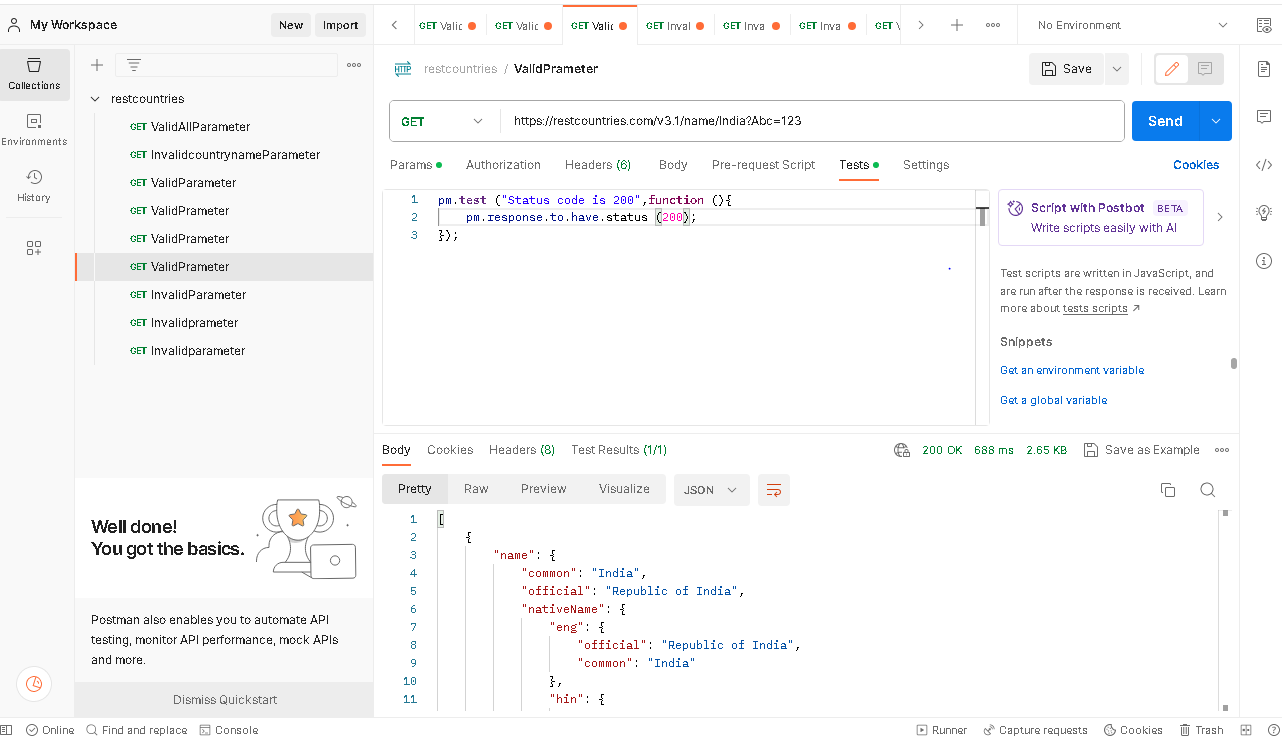 My Workspace
New
Import
GET Valic
GET Valic
GET Valic
GET Inval
GET Inva
GET Inva
GET
No Environment
Collections
Environments
History
restcountries
GET ValidAllParameter
GET InvalidcountrynameParameter
GET ValidParameter
GET ValidPrameter
GET ValidPrameter
GET ValidPrameter
GET InvalidParameter
GET Invalidprameter
GET Invalidparameter
Well done!
You got the basics.
Postman also enables you to automate API
testing, monitor API performance, mock APIs
and more.
Dismiss Quickstart
HTTP restcountries / ValidPrameter
Save
GET
https://restcountries.com/v3.1/name/India?Abc=123
Send
Params
Authorization
Headers (6)
Body
Pre-request Script
Tests
Settings
Cookies
1 pm.test ("Status code is 200",function (){
2 pm.response.to.have.status (200);
3 });
Script with Postbot BETA
Write scripts easily with AI
Test scripts are written in JavaScript, and
are run after the response is received. Learn
more about tests scripts ↗
Snippets
Get an environment variable
Get a global variable
Body
Cookies
Headers (8)
Test Results (1/1)
200 OK
688 ms
2.65 KB
Save as Example
Pretty
Raw
Preview
Visualize
JSON
1 [
2 {
3 "name": {
4 "common": "India",
5 "official": "Republic of India",
6 "nativeName": {
7 "eng": {
8 "official": "Republic of India",
9 "common": "India"
10 },
11 "hin": {
Online
Find and replace
Console
Runner
Capture requests
Cookies
Trash